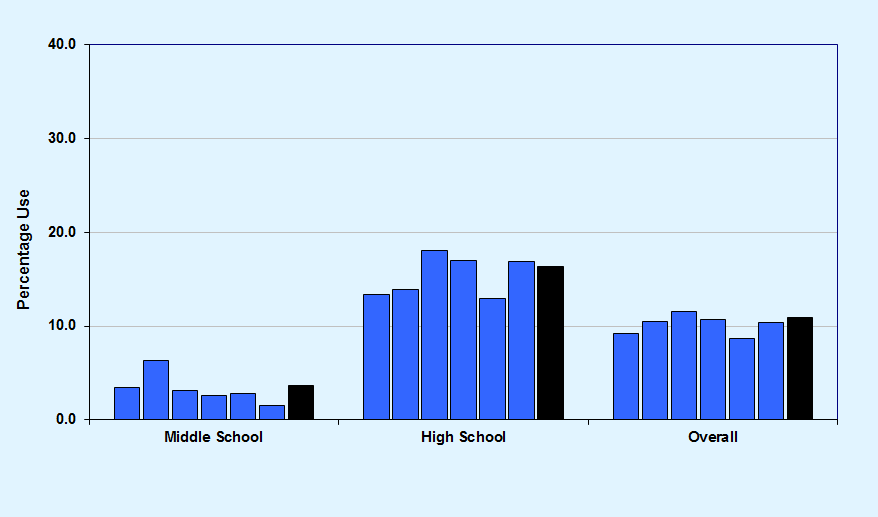 40.0
30.0
20.0
10.0
0.0
Percentage Use
Middle School
High School
Overall